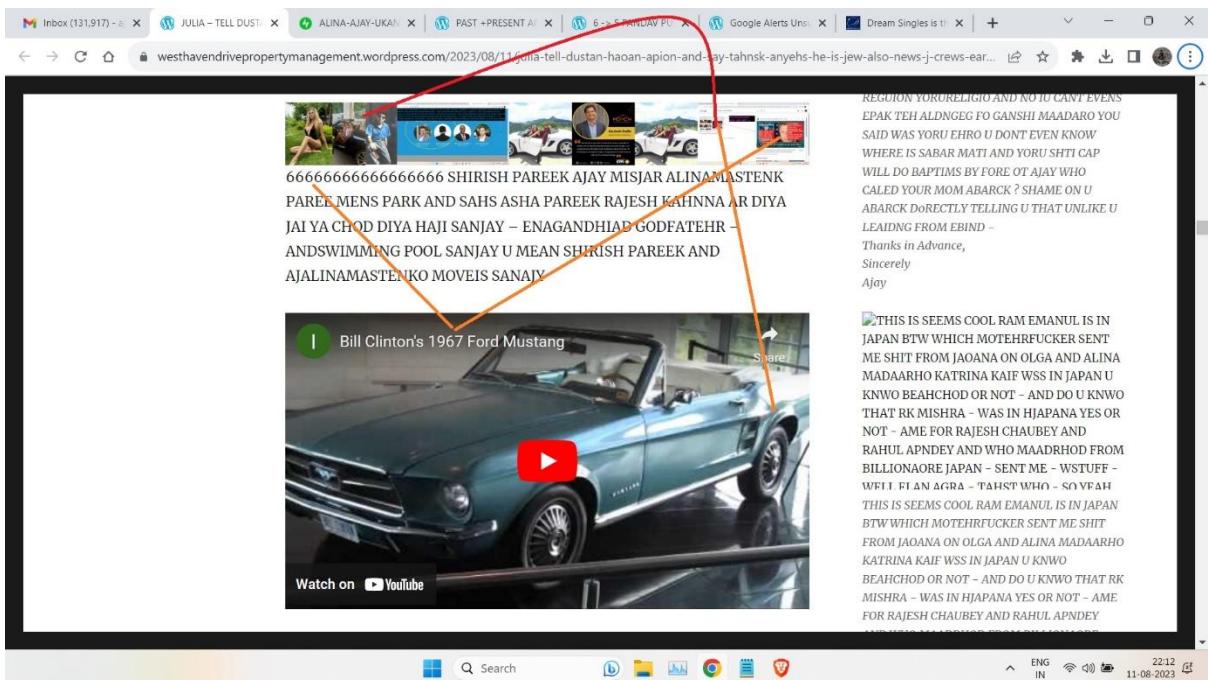 Inbox (131,917) - a
JULIA – TELL DUSTA
ALINA-AJAY-UKAN
PAST +PRESENT AF
6 -> 5 PANDAV PU
Google Alerts Uns
Dream Singles is th
westhavendrivepropertymanagement.wordpress.com/2023/08/11/julia-tell-dustan-haoan-apion-and-say-tahnsk-anyehs-he-is-jew-also-news-j-crews-ear...
66666666666666666 SHIRISH PAREEK AJAY MISJAR ALINAMASTENK
PAREE MENS PARK AND SAHS ASHA PAREEK RAJESH KAHNNA AR DIYA
JAI YA CHOD DIYA HAJI SANJAY – ENAGANDHIAD GODFATEHR –
ANDSWIMMING POOL SANJAY U MEAN SHIRISH PAREEK AND
AJALINAMASTENKO MOVEIS SANAJY
I
Bill Clinton's 1967 Ford Mustang
Share
Watch on YouTube
REGUION YORURELIGIO AND NO IU CANT EVENS
EPAK TEH ALDNGEG FO GANSHI MAADARO YOU
SAID WAS YORU EHRO U DONT EVEN KNOW
WHERE IS SABAR MATI AND YORU SHTI CAP
WILL DO BAPTIMS BY FORE OT AJAY WHO
CALED YOUR MOM ABARCK ? SHAME ON U
ABARCK DoRECTLY TELLING U THAT UNLIKE U
LEAIDNG FROM EBIND –
Thanks in Advance,
Sincerely
Ajay
THIS IS SEEMS COOL RAM EMANUL IS IN
JAPAN BTW WHICH MOTEHRFUCKER SENT
ME SHIT FROM JAOANA ON OLGA AND ALINA
MADAARHO KATRINA KAIF WSS IN JAPAN U
KNWO BEAHCHOD OR NOT – AND DO U KNWO
THAT RK MISHRA – WAS IN HJAPANA YES OR
NOT – AME FOR RAJESH CHAUBEY AND
RAHUL APNDEY AND WHO MAADRHOD FROM
BILLIONAORE JAPAN – SENT ME – WSTUFF –
WELL ELAN AGRA – TAHST WHO – SO YEAH
THIS IS SEEMS COOL RAM EMANUL IS IN JAPAN
BTW WHICH MOTEHRFUCKER SENT ME SHIT
FROM JAOANA ON OLGA AND ALINA MADAARHO
KATRINA KAIF WSS IN JAPAN U KNWO
BEAHCHOD OR NOT – AND DO U KNWO THAT RK
MISHRA – WAS IN HJAPANA YES OR NOT – AME
FOR RAJESH CHAUBEY AND RAHUL APNDEY
Search
ENG
IN
22:12
11-08-2023